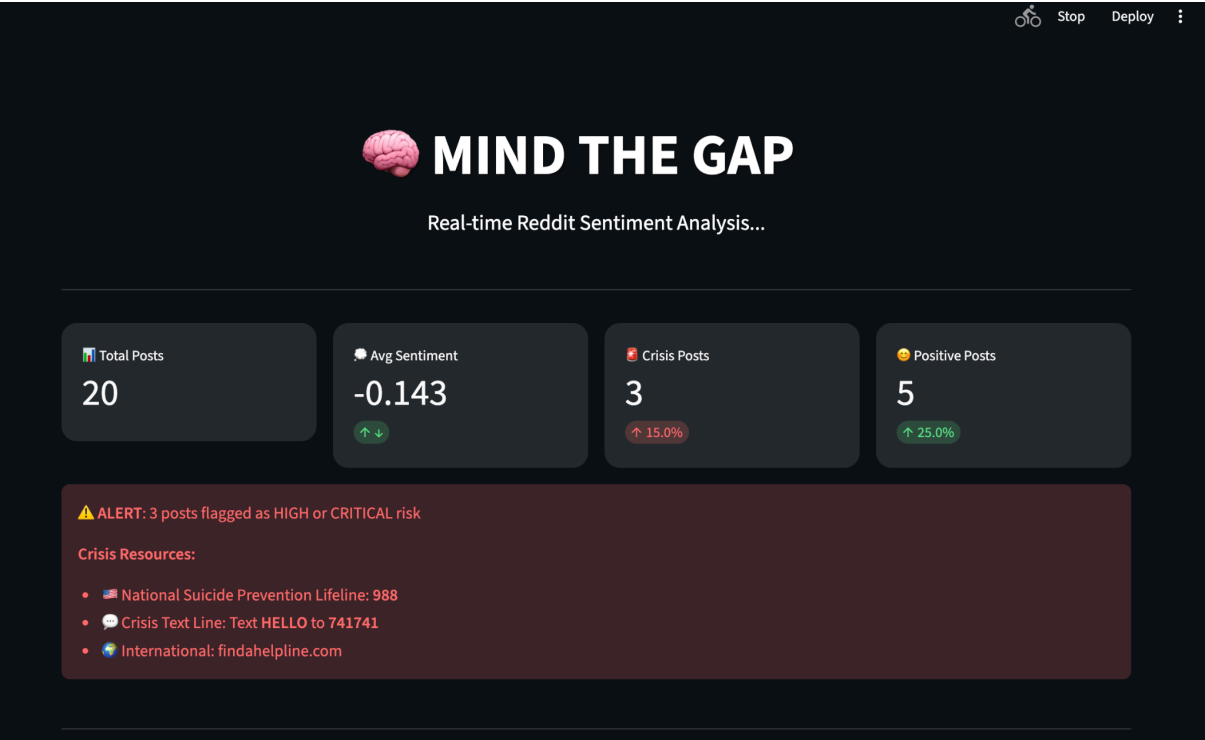 Stop Deploy
MIND THE GAP
Real-time Reddit Sentiment Analysis...
Total Posts
20
Avg Sentiment
-0.143
↑ ↓
Crisis Posts
3
↑ 15.0%
Positive Posts
5
↑ 25.0%
ALERT: 3 posts flagged as HIGH or CRITICAL risk
Crisis Resources:
National Suicide Prevention Lifeline: 988
Crisis Text Line: Text HELLO to 741741
International: findahelpline.com